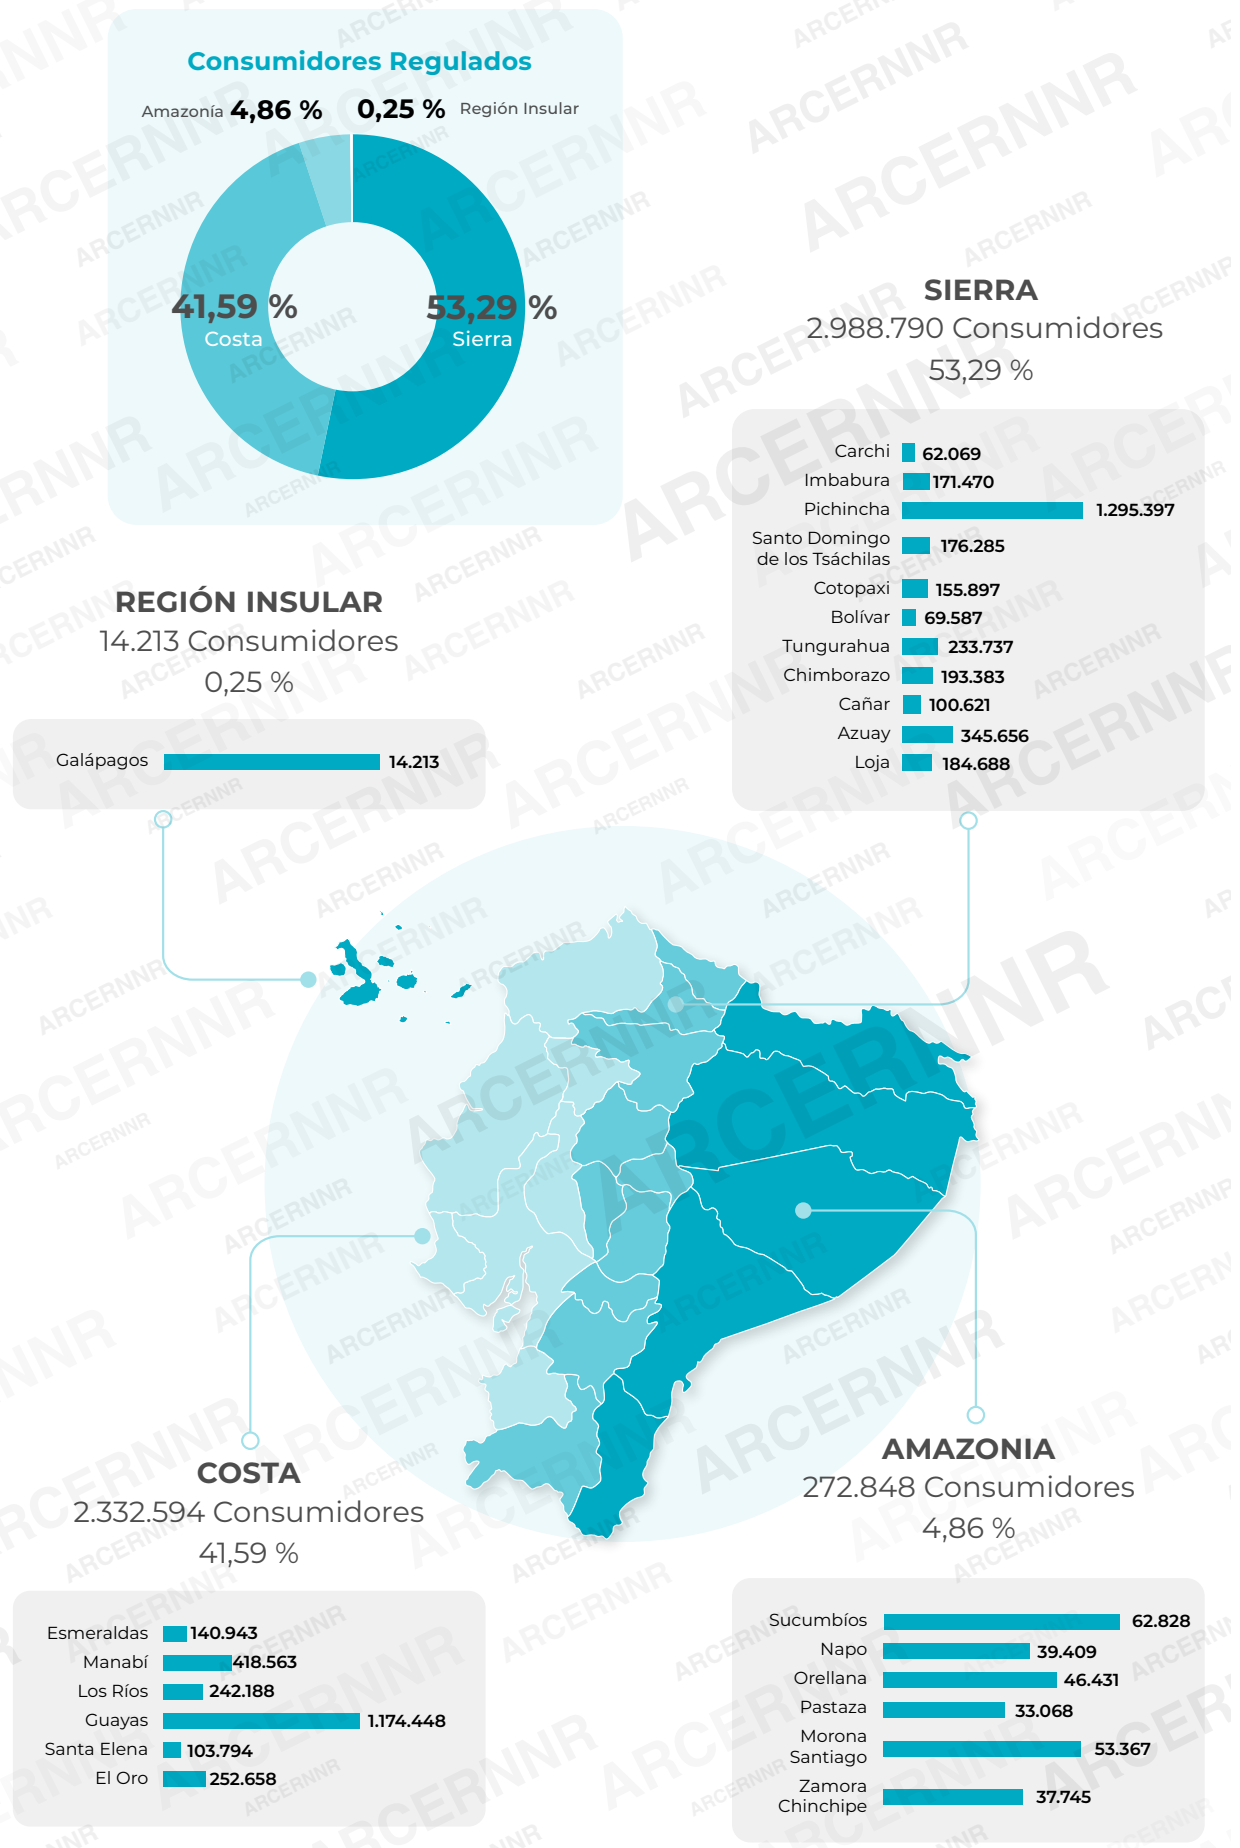 Consumidores Regulados
Amazonía 4,86 % 0,25 % Región Insular
41,59 %
Costa
53,29 %
Sierra
SIERRA
2.988.790 Consumidores
53,29 %
Carchi 62.069
Imbabura 171.470
Pichincha 1.295.397
Santo Domingo
de los Tsáchilas 176.285
Cotopaxi 155.897
Bolívar 69.587
Tungurahua 233.737
Chimborazo 193.383
Cañar 100.621
Azuay 345.656
Loja 184.688
REGIÓN INSULAR
14.213 Consumidores
0,25 %
Galápagos 14.213
COSTA
2.332.594 Consumidores
41,59 %
Esmeraldas 140.943
Manabí 418.563
Los Ríos 242.188
Guayas 1.174.448
Santa Elena 103.794
El Oro 252.658
AMAZONIA
272.848 Consumidores
4,86 %
Sucumbíos 62.828
Napo 39.409
Orellana 46.431
Pastaza 33.068
Morona
Santiago 53.367
Zamora
Chinchipe 37.745
ARCERNNR